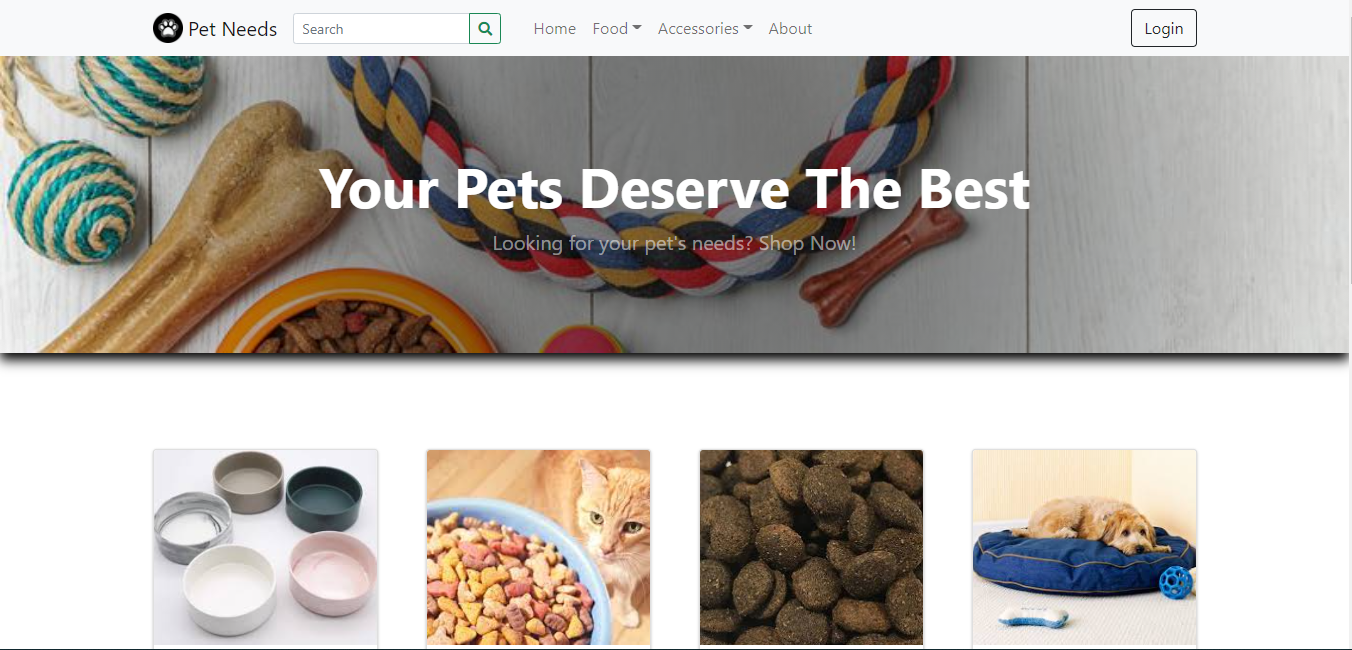 Pet Needs
Search
Home
Food
Accessories
About
Login
Your Pets Deserve The Best
Looking for your pet's needs? Shop Now!